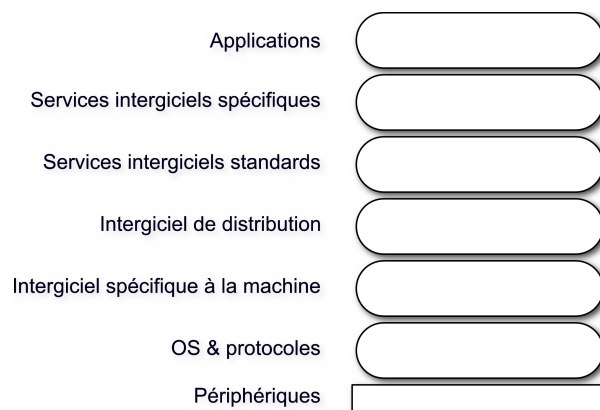 Applications
Services intergiciels spécifiques
Services intergiciels standards
Intergiciel de distribution
Intergiciel spécifique à la machine
OS & protocoles
Périphériques